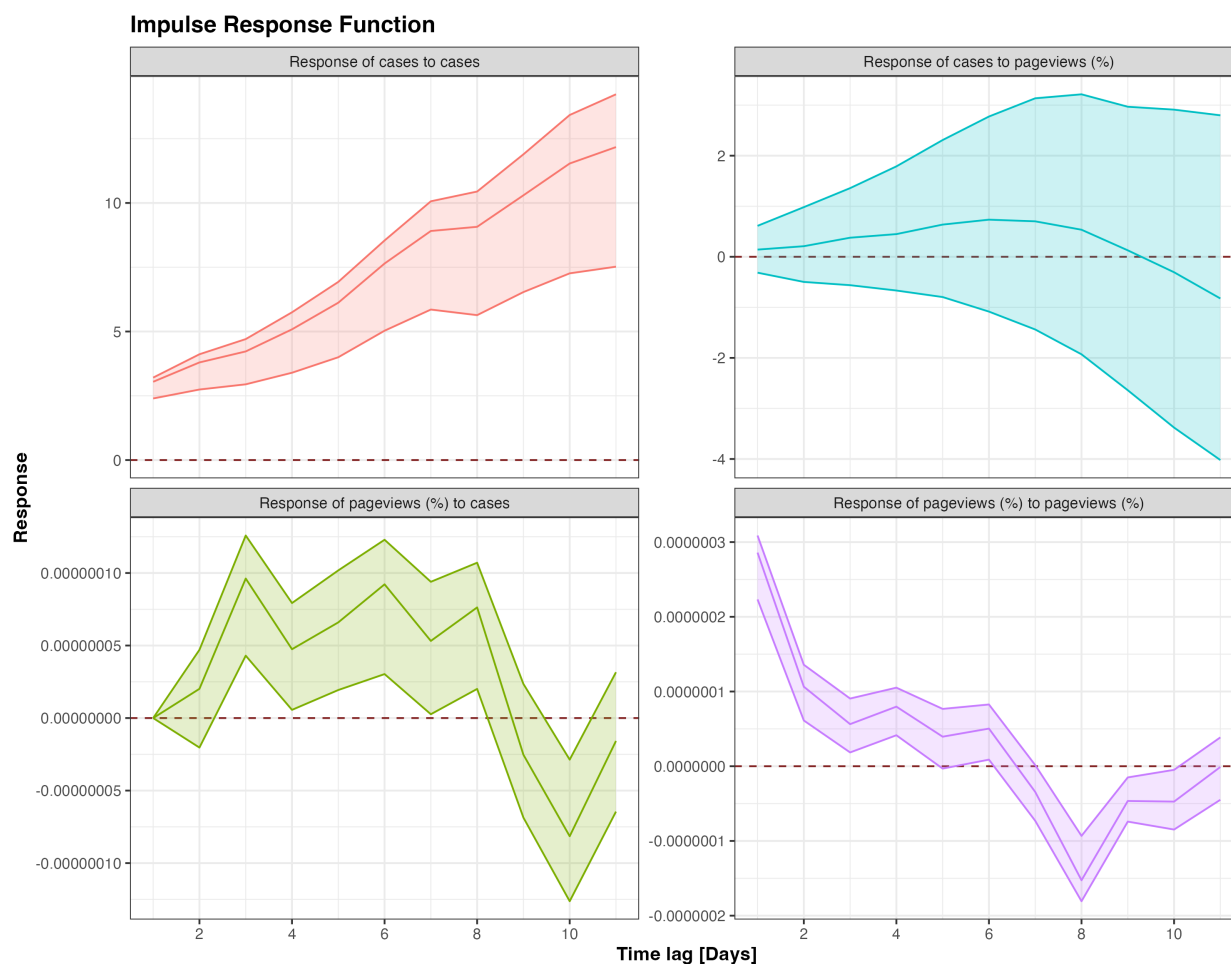 Impulse Response Function
Response of cases to cases
Response of cases to pageviews (%)
10
5
0
2
0
-2
-4
Response
Response of pageviews (%) to cases
Response of pageviews (%) to pageviews (%)
0.00000010
0.00000005
0.00000000
-0.00000005
-0.00000010
0.0000003
0.0000002
0.0000001
0.0000000
-0.0000001
-0.0000002
2 4 6 8 10
2 4 6 8 10
Time lag [Days]